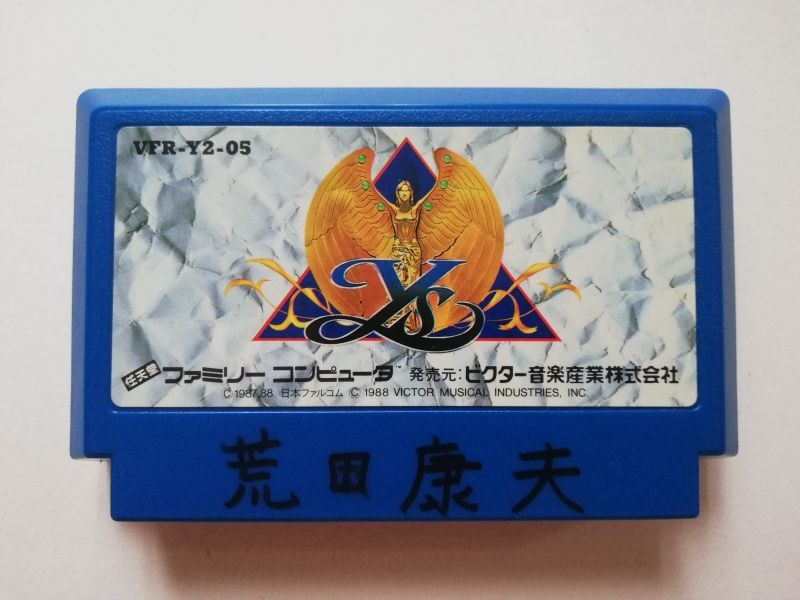 VFR-Y2-05
Ys
任天堂 ファミリー コンピュータ™ 発売元:ビクター音楽産業株式会社
© 1987,88 日本ファルコム © 1988 VICTOR MUSICAL INDUSTRIES, INC.
荒田康夫